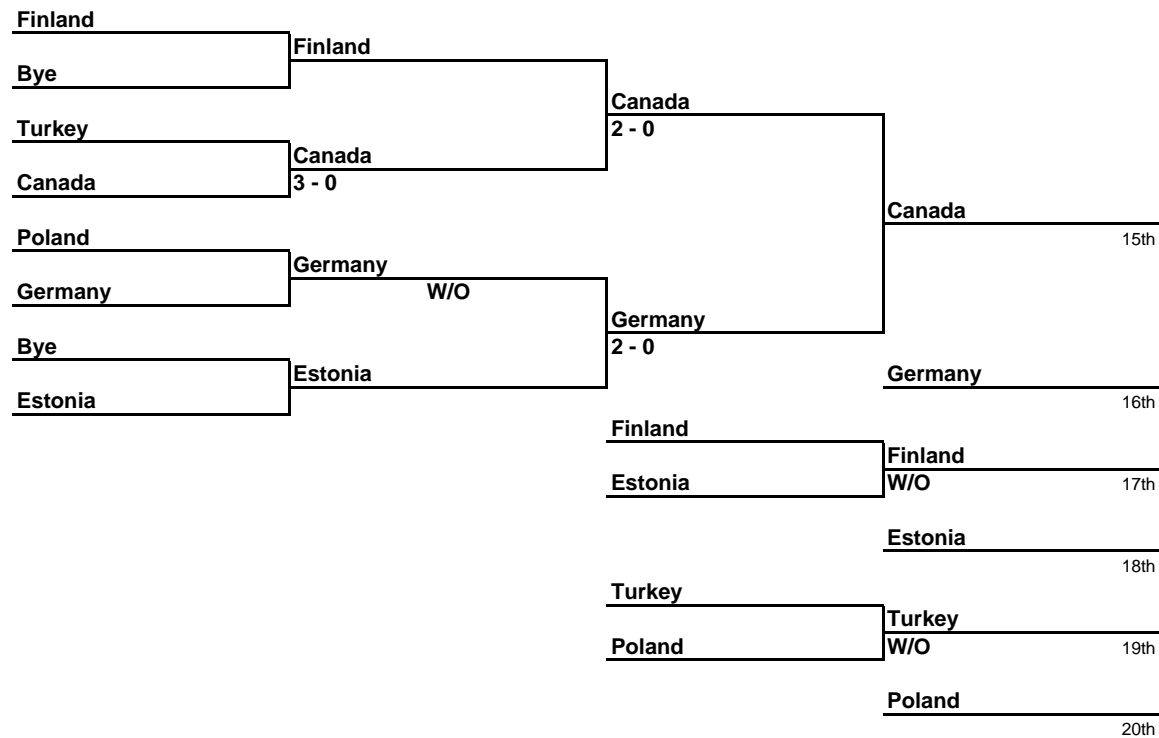 Finland
Finland
Bye
Canada
Turkey
2 - 0
Canada
Canada
3 - 0
Canada
Poland
15th
Germany
Germany
W/O
Germany
Bye
2 - 0
Estonia
Germany
Estonia
16th
Finland
Finland
Estonia
W/O
17th
Estonia
18th
Turkey
Turkey
Poland
W/O
19th
Poland
20th